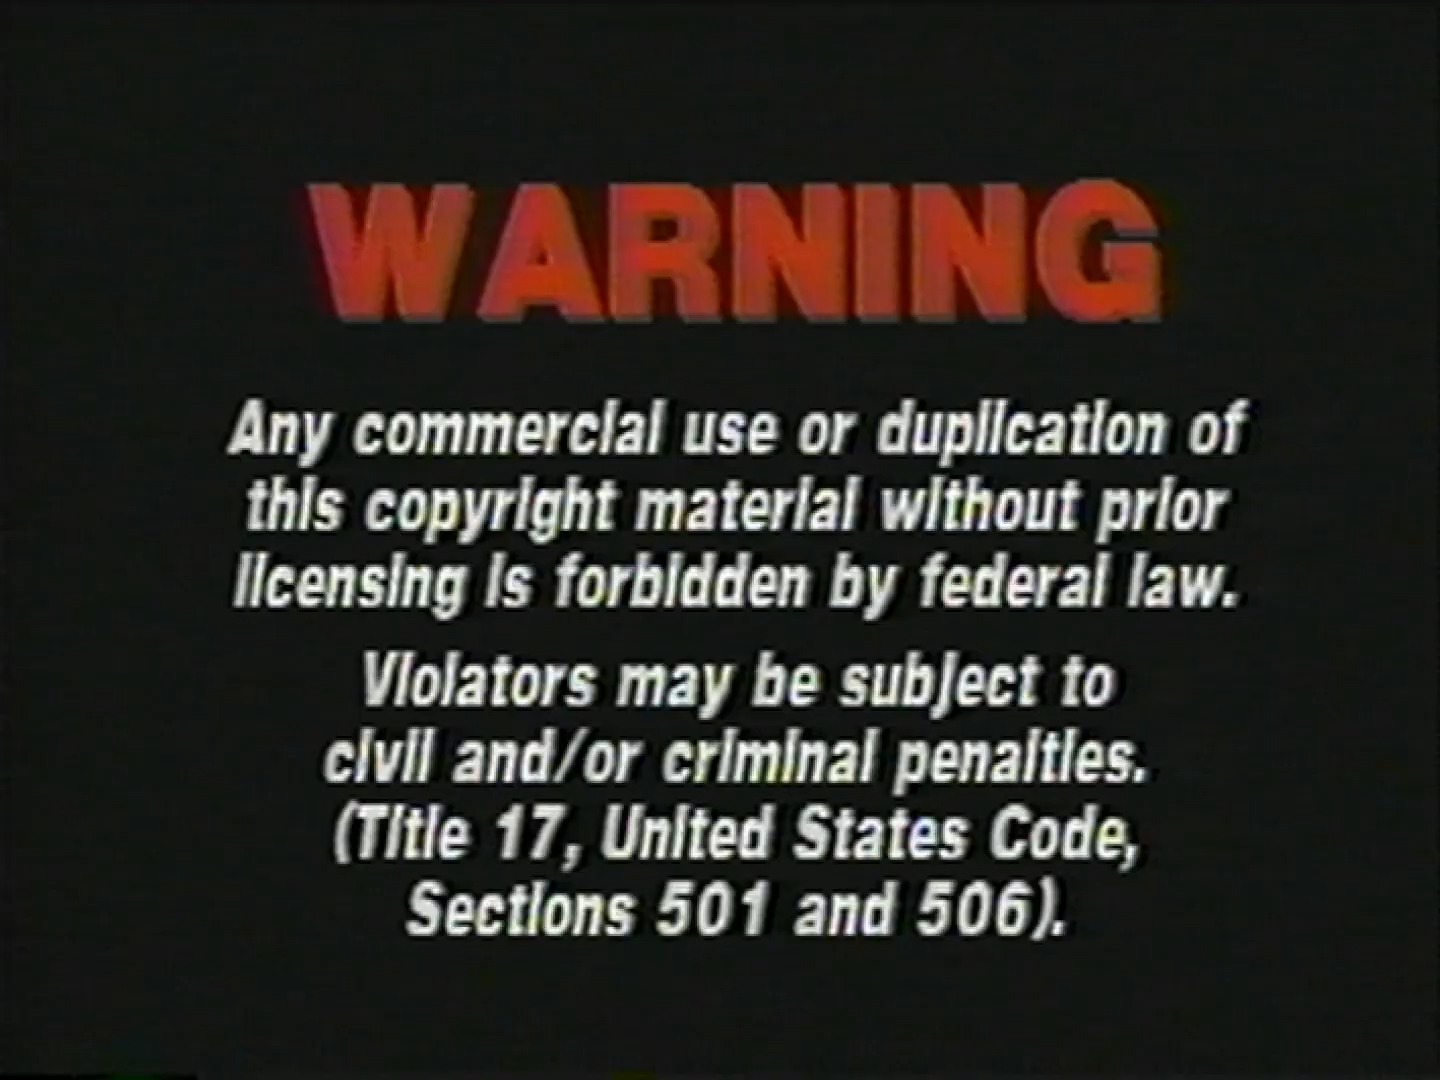 WARNING
Any commercial use or duplication of
this copyright material without prior
licensing is forbidden by federal law.
Violators may be subject to
civil and/or criminal penalties.
(Title 17, United States Code,
Sections 501 and 506).